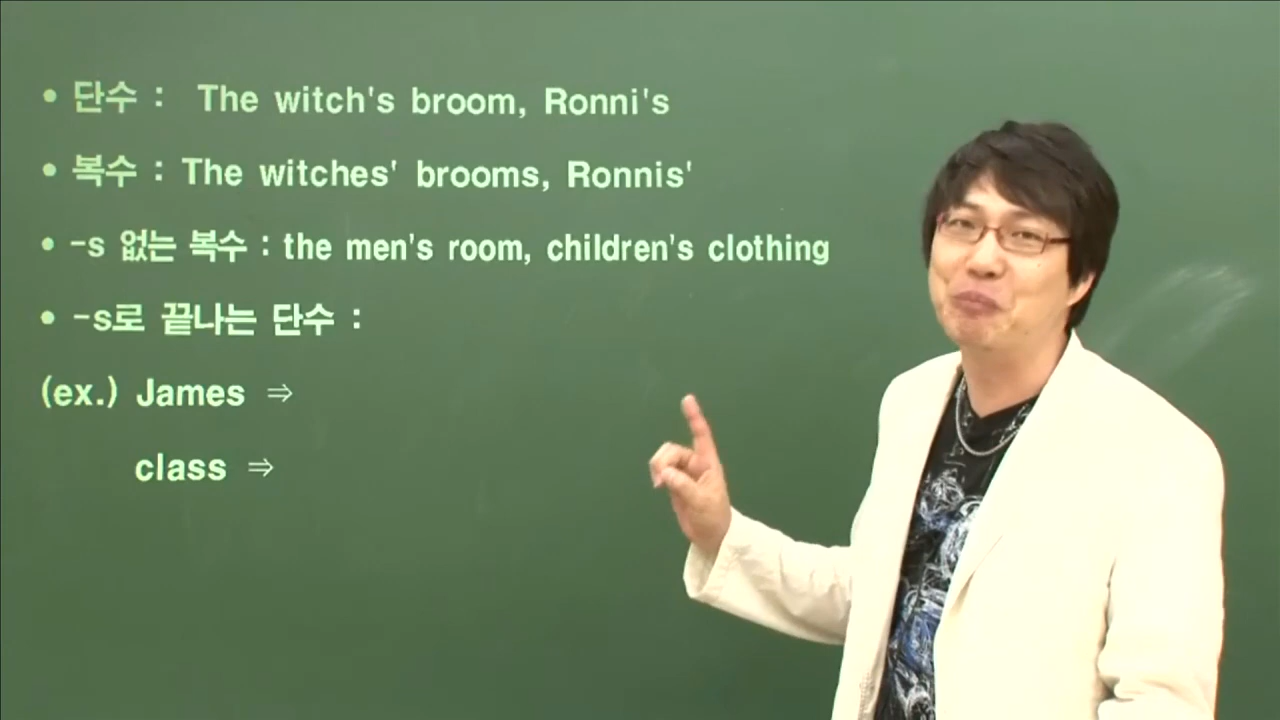 • 단수 : The witch's broom, Ronni's
• 복수 : The witches' brooms, Ronnis'
• -s 없는 복수 : the men's room, children's clothing
• -s로 끝나는 단수 :
(ex.) James ⇒
class ⇒